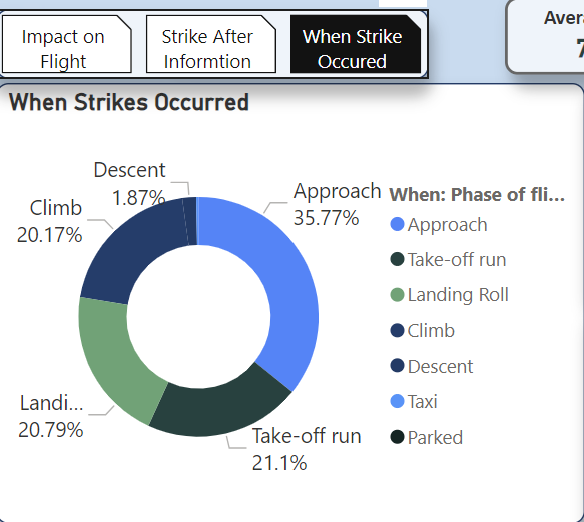 Impact on
Flight
Strike After
Informtion
When Strike
Occured
Aver
7
When Strikes Occurred
Descent
1.87%
Climb
20.17%
Approach
35.77%
Landi...
20.79%
Take-off run
21.1%
When: Phase of fli...
Approach
Take-off run
Landing Roll
Climb
Descent
Taxi
Parked